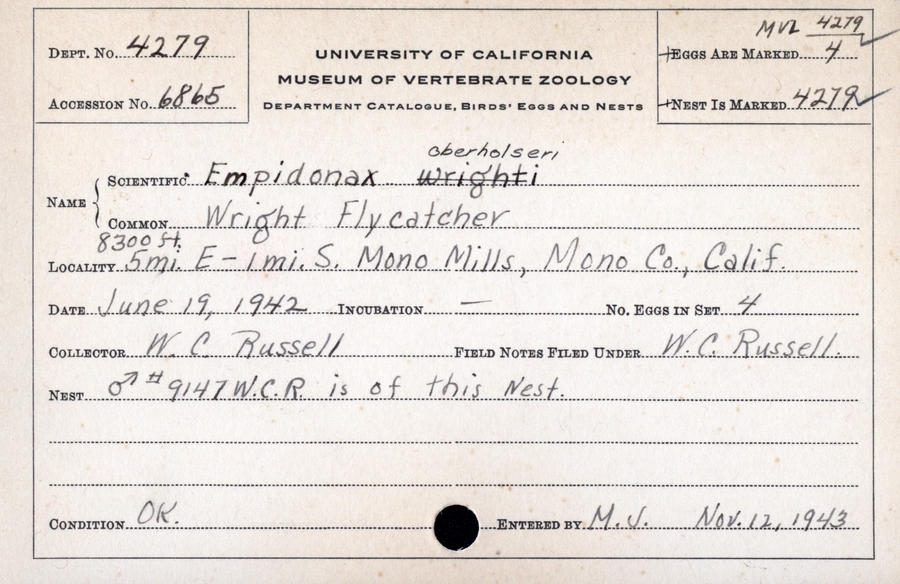 MVZ 4279
DEPT. No. 4279
UNIVERSITY OF CALIFORNIA
EGGS ARE MARKED 4
MUSEUM OF VERTEBRATE ZOOLOGY
ACCESSION No. 6865
DEPARTMENT CATALOGUE, BIRDS' EGGS AND NESTS
NEST IS MARKED 4279
oberholseri
NAME
SCIENTIFIC Empidonax wrighti
COMMON Wright Flycatcher
8300 ft.
LOCALITY 5mi. E – 1mi. S. Mono Mills, Mono Co., Calif.
DATE June 19, 1942 INCUBATION — No. EGGS IN SET 4
COLLECTOR W. C. Russell FIELD NOTES FILED UNDER W. C. Russell.
NEST ♂ # 9147 W.C.R. is of this Nest.
CONDITION OK. ENTERED BY M. J. Nov. 12, 1943